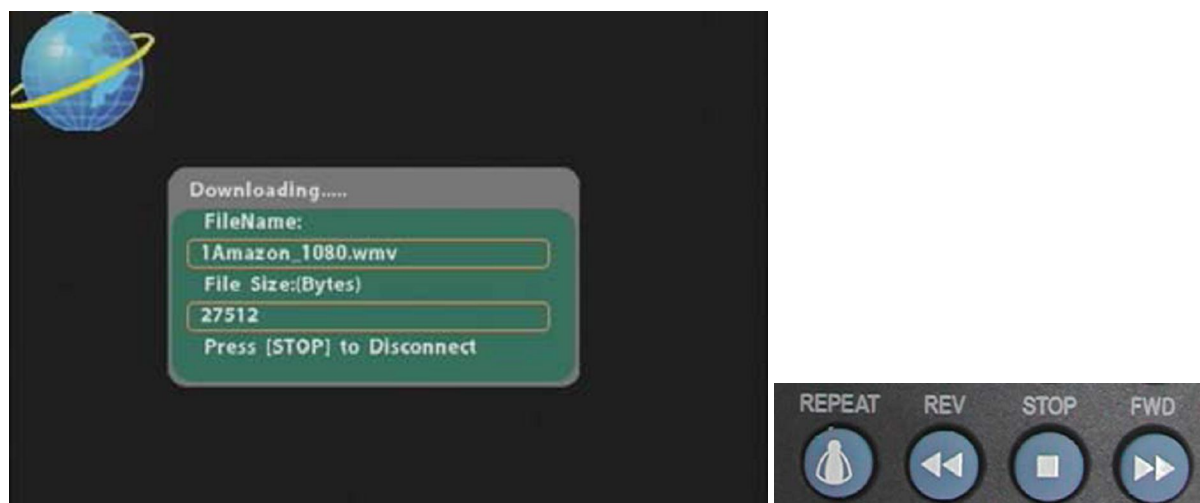 Downloading.....
FileName:
1Amazon_1080.wmv
File Size:(Bytes)
27512
Press [STOP] to Disconnect
REPEAT REV STOP FWD